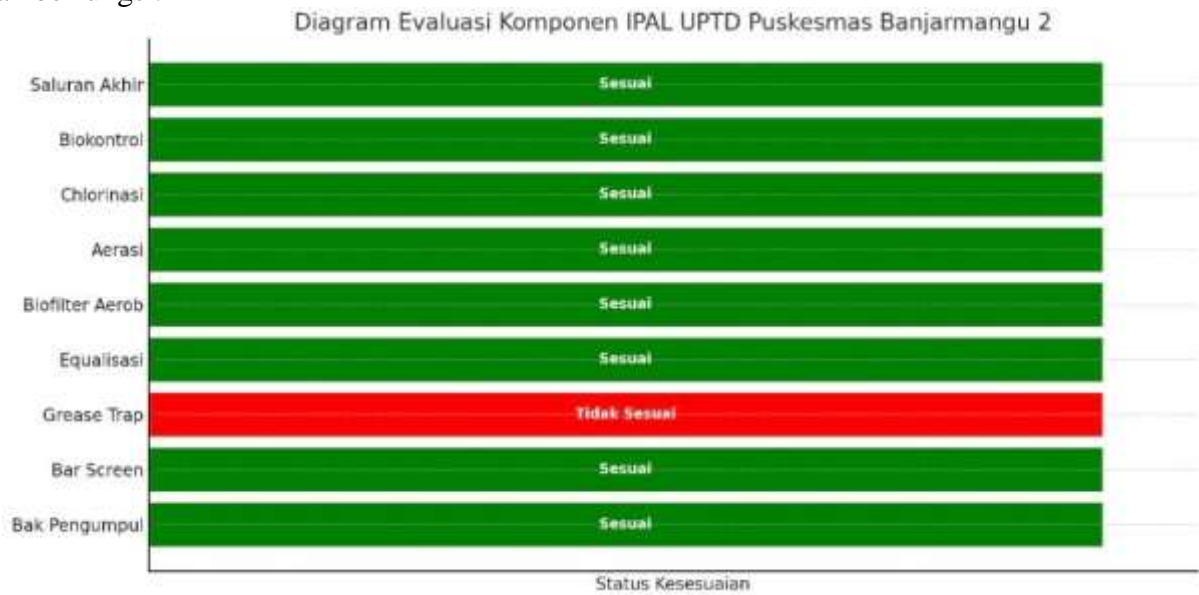 Diagram Evaluasi Komponen IPAL UPTD Puskesmas Banjarmangu 2
Saluran Akhir Sesuai
Biokontrol Sesuai
Chlorinasi Sesuai
Aerasi Sesuai
Biofilter Aerob Sesuai
Equalisasi Sesuai
Grease Trap Tidak Sesuai
Bar Screen Sesuai
Bak Pengumpul Sesuai
Status Kesesuaian